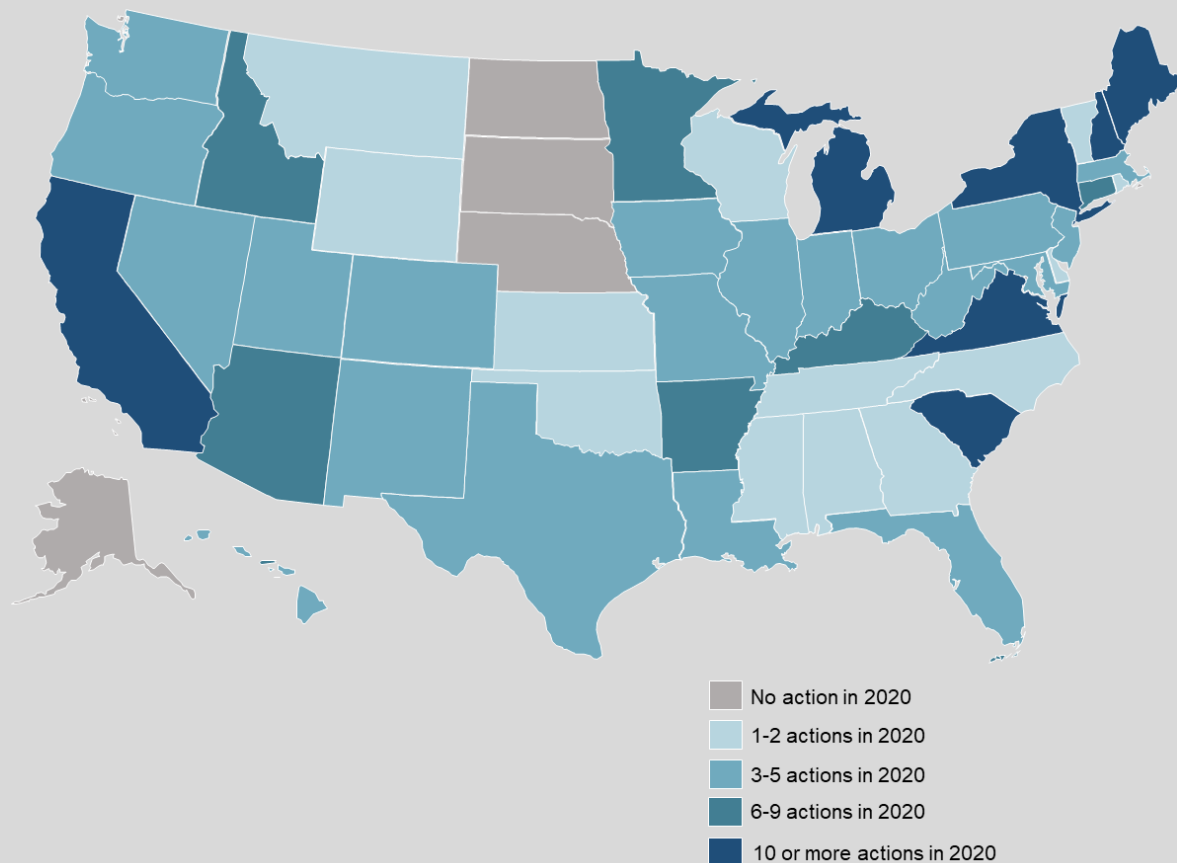 No action in 2020
1-2 actions in 2020
3-5 actions in 2020
6-9 actions in 2020
10 or more actions in 2020